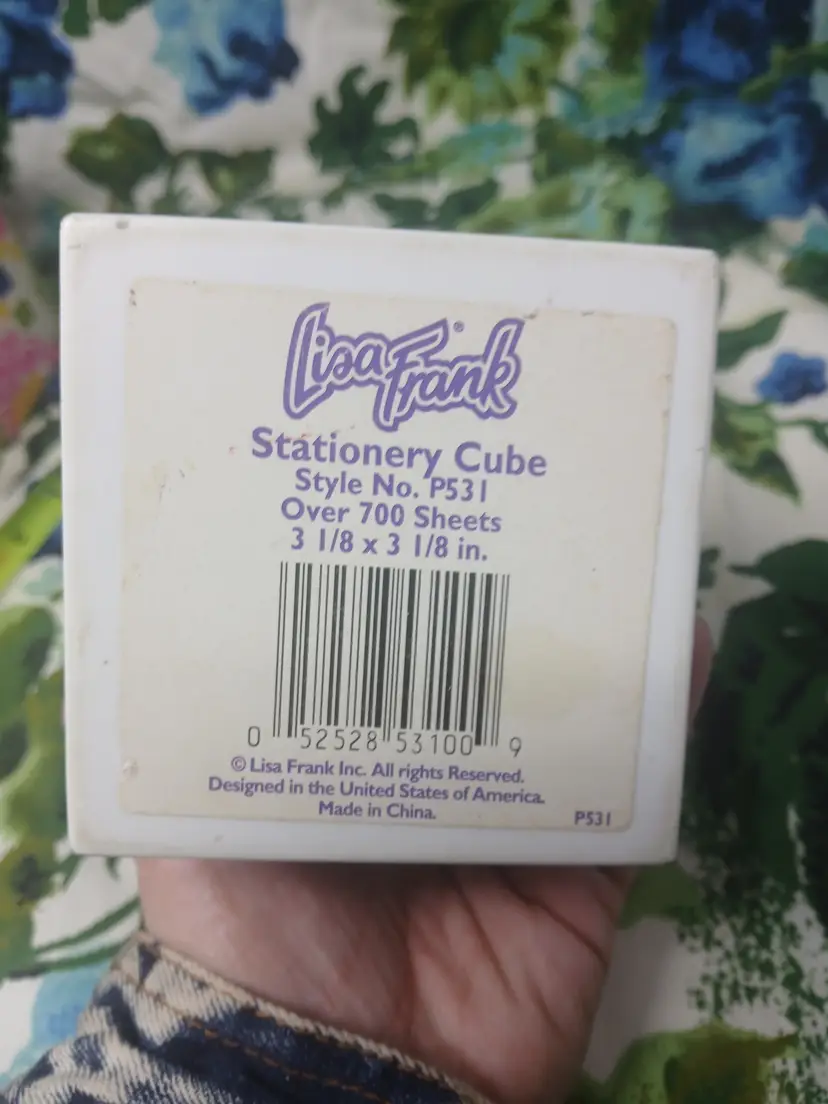 Lisa Frank®
Stationery Cube
Style No. P531
Over 700 Sheets
3 1/8 x 3 1/8 in.
0 52528 53100 9
© Lisa Frank Inc. All rights Reserved.
Designed in the United States of America.
Made in China.
P531